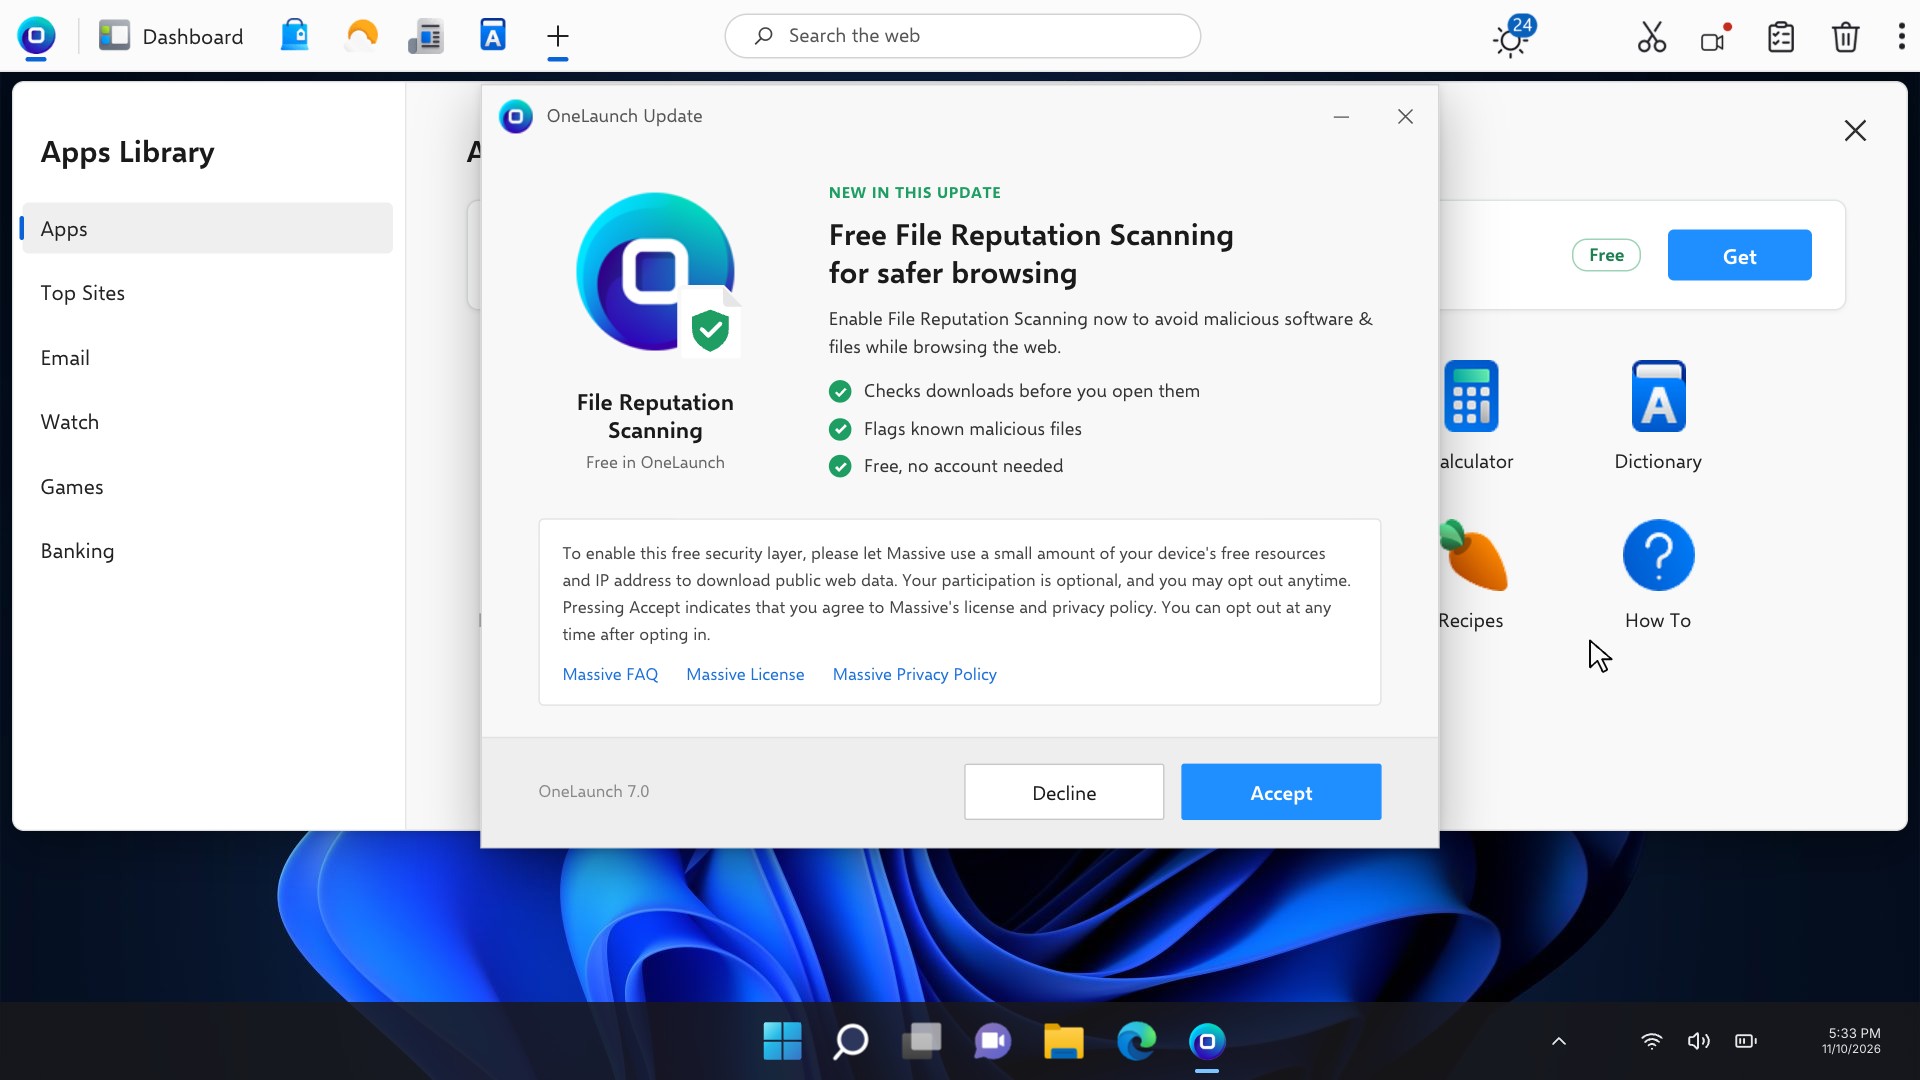 Dashboard
A
Search the web
24
Apps Library
Apps
Top Sites
Email
Watch
Games
Banking
A
OneLaunch Update
File Reputation
Scanning
Free in OneLaunch
NEW IN THIS UPDATE
Free File Reputation Scanning
for safer browsing
Enable File Reputation Scanning now to avoid malicious software &
files while browsing the web.
Checks downloads before you open them
Flags known malicious files
Free, no account needed
To enable this free security layer, please let Massive use a small amount of your device's free resources
and IP address to download public web data. Your participation is optional, and you may opt out anytime.
Pressing Accept indicates that you agree to Massive's license and privacy policy. You can opt out at any
time after opting in.
Massive FAQ Massive License Massive Privacy Policy
OneLaunch 7.0
Decline
Accept
Free
Get
alculator
A
Dictionary
Recipes
?
How To
5:33 PM
11/10/2026